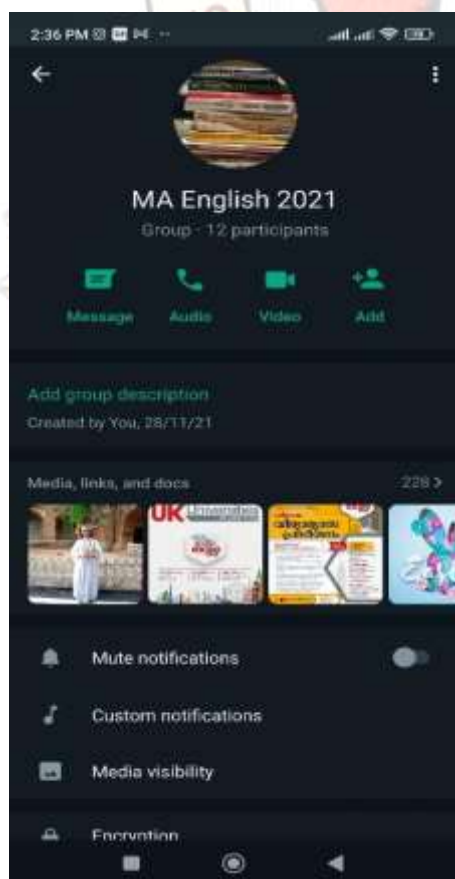 2:36 PM
MA English 2021
Group · 12 participants
Message Audio Video Add
Add group description
Created by You, 28/11/21
Media, links, and docs 228 >
UK Universities
Mute notifications
Custom notifications
Media visibility
Encryption